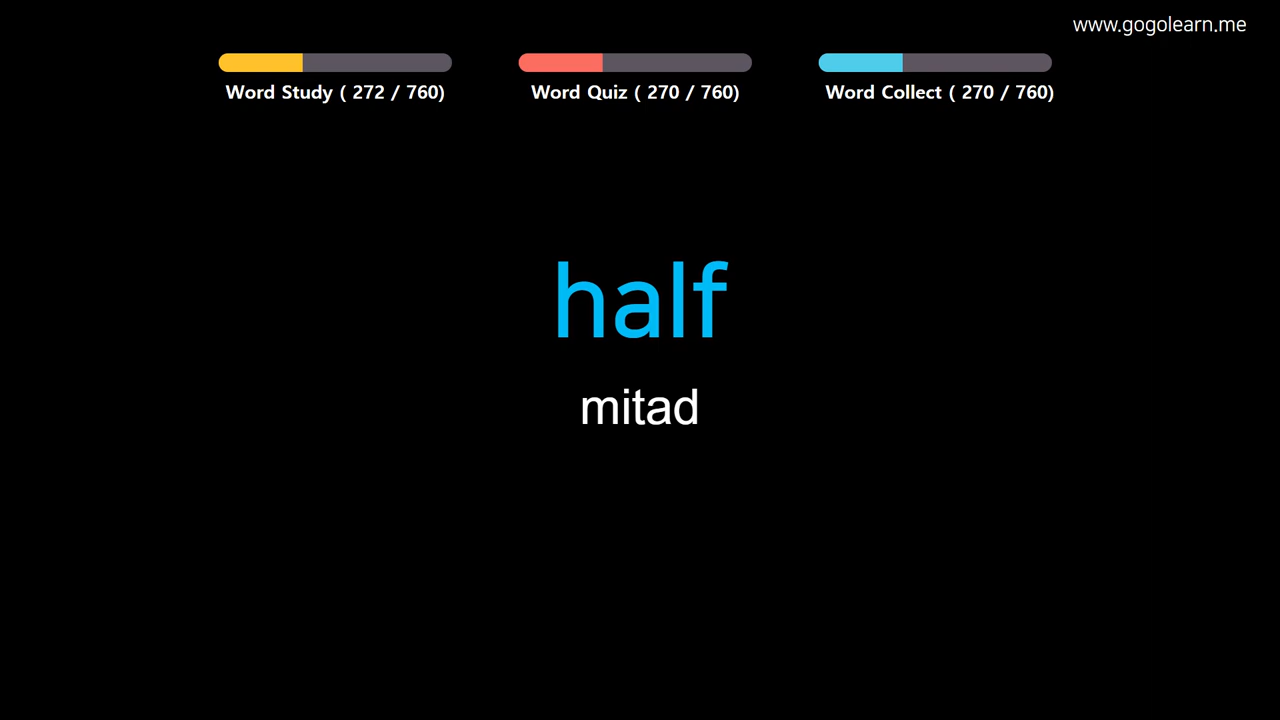 www.gogolearn.me
Word Study ( 272 / 760)
Word Quiz ( 270 / 760)
Word Collect ( 270 / 760)
half
mitad